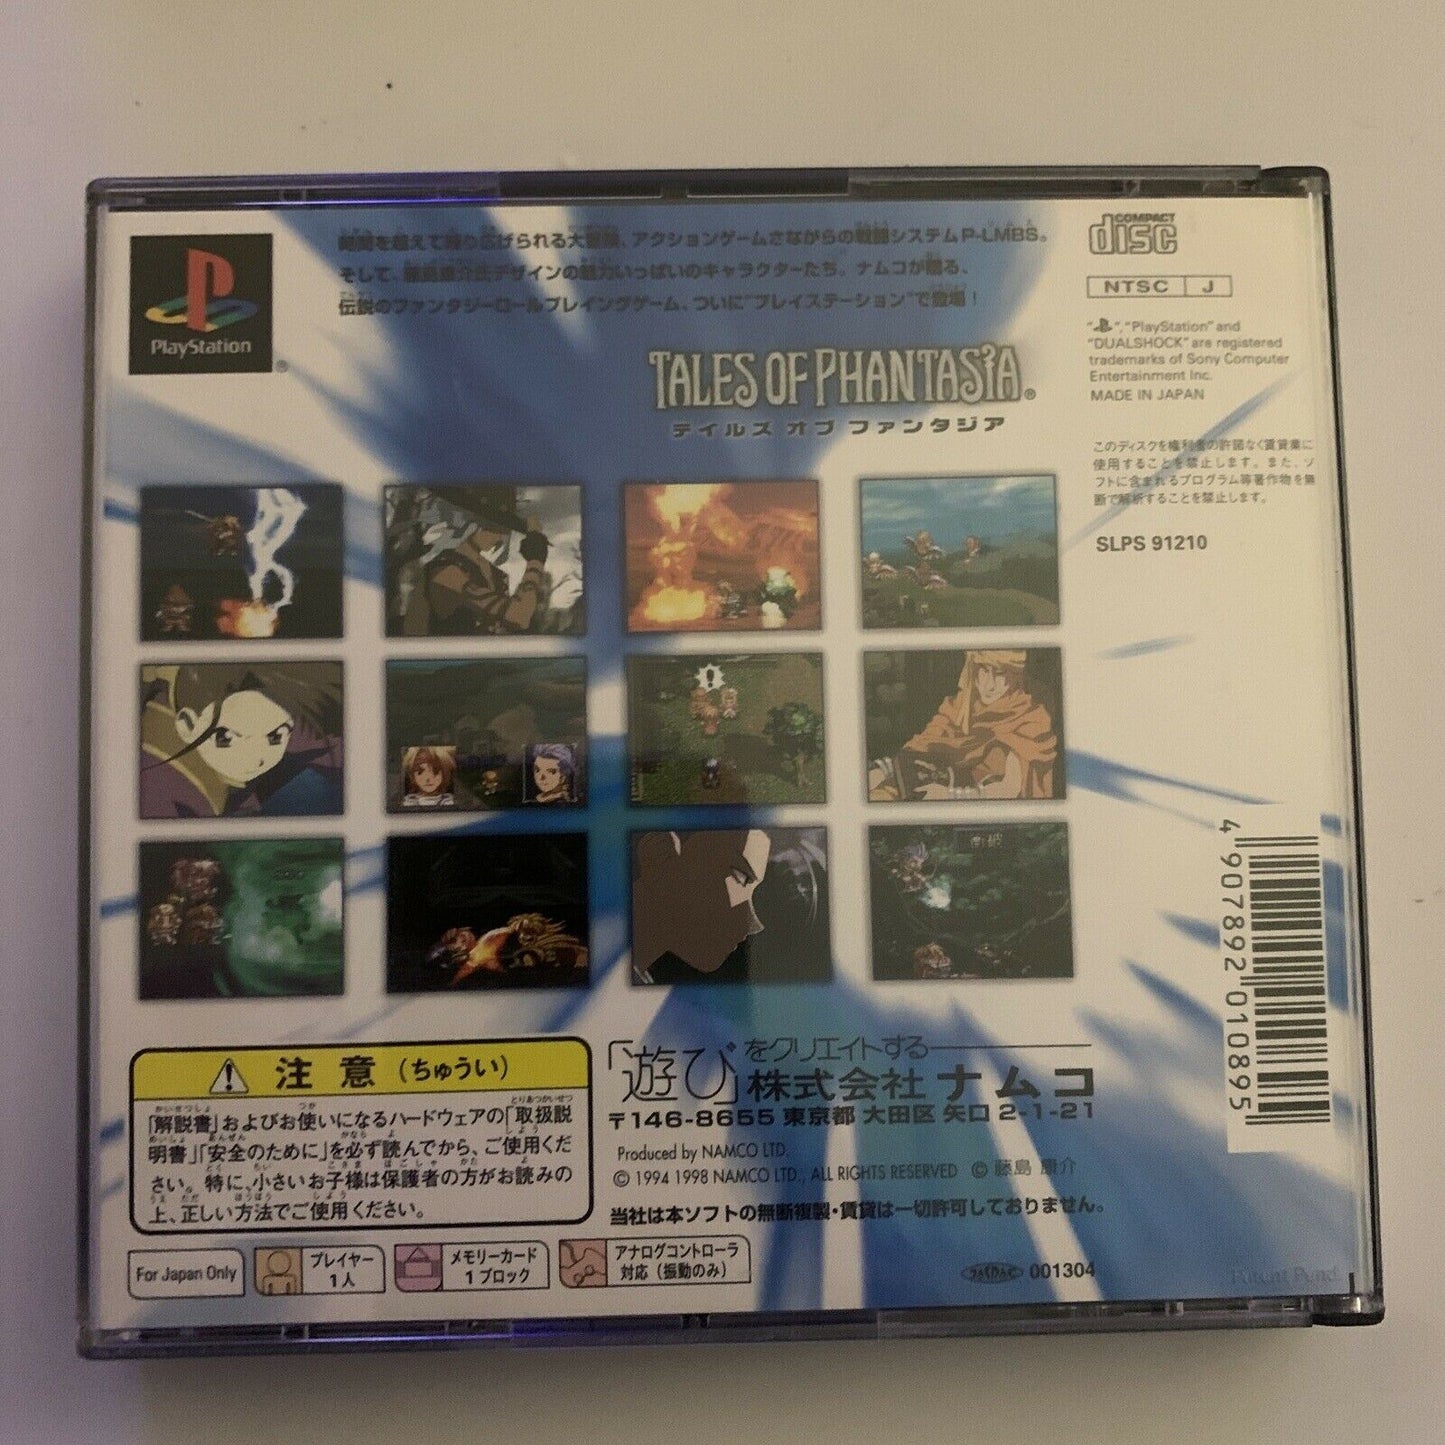 時間を超えて繰り広げられる大冒険、アクションゲームさながらの戦闘システムP-LMBS。
そして、藤島康介氏デザインの魅力いっぱいのキャラクターたち。ナムコが贈る、
伝説のファンタジーロールプレイングゲーム、ついに"プレイステーション"で登場！
PlayStation
®
TALES OF PHANTASIA®
テイルズ オブ ファンタジア
COMPACT
disc
NTSC J
" ", "PlayStation" and
"DUALSHOCK" are registered
trademarks of Sony Computer
Entertainment Inc.
MADE IN JAPAN
このディスクを権利者の許諾なく賃貸業に
使用することを禁止します。また、ソ
フトに含まれるプログラム等著作物を無
断で解析することを禁止します。
SLPS 91210
!
4907892010895
注意(ちゅうい)
「解説書」およびお使いになるハードウェアの「取扱説
明書」「安全のために」を必ず読んでから、ご使用くだ
さい。特に、小さいお子様は保護者の方がお読みの
上、正しい方法でご使用ください。
「遊び」をクリエイトする
株式会社 ナムコ
〒146-8655 東京都 大田区 矢口 2-1-21
Produced by NAMCO LTD.
© 1994 1998 NAMCO LTD., ALL RIGHTS RESERVED © 藤島 康介
当社は本ソフトの無断複製・賃貸は一切許可しておりません。
For Japan Only
プレイヤー
1人
メモリーカード
1ブロック
アナログコントローラ
対応(振動のみ)
001304
Patent Pend